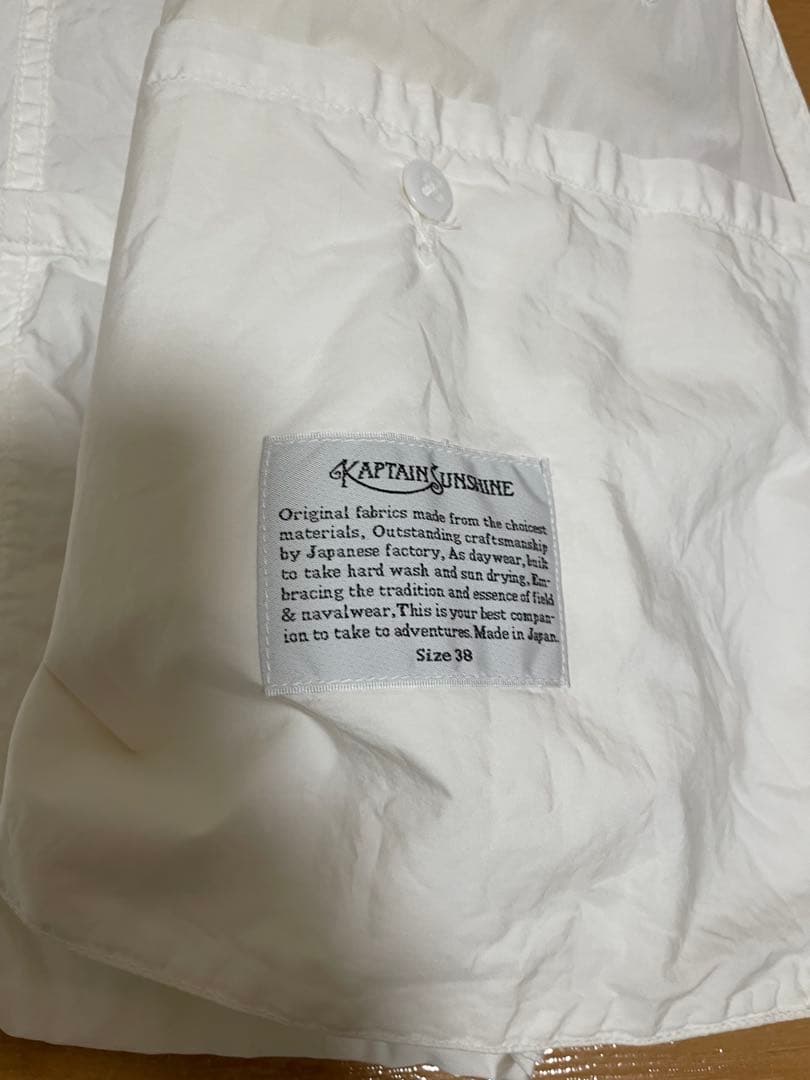 KAPTAIN SUNSHINE
Original fabrics made from the choicest
materials, Outstanding craftsmanship
by Japanese factory, As day wear, built
to take hard wash and sun drying, Em-
bracing the tradition and essence of field
& navalwear, This is your best compan-
ion to take to adventures. Made in Japan.
Size 38